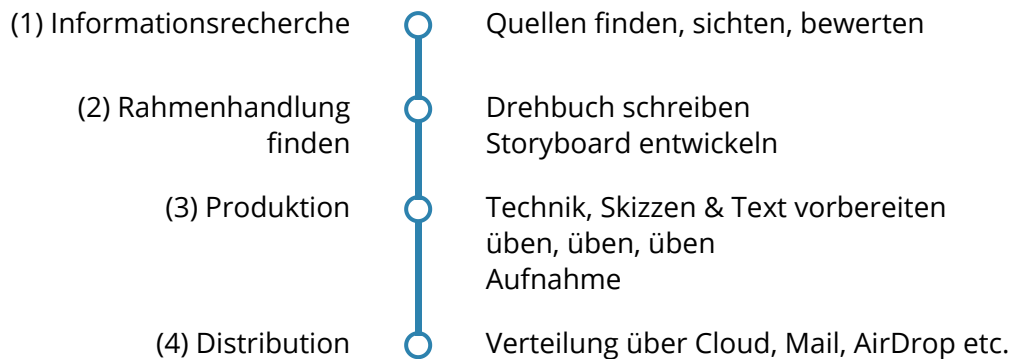 (1) Informationsrecherche
Quellen finden, sichten, bewerten
(2) Rahmenhandlung
finden
Drehbuch schreiben
Storyboard entwickeln
(3) Produktion
Technik, Skizzen & Text vorbereiten
üben, üben, üben
Aufnahme
(4) Distribution
Verteilung über Cloud, Mail, AirDrop etc.